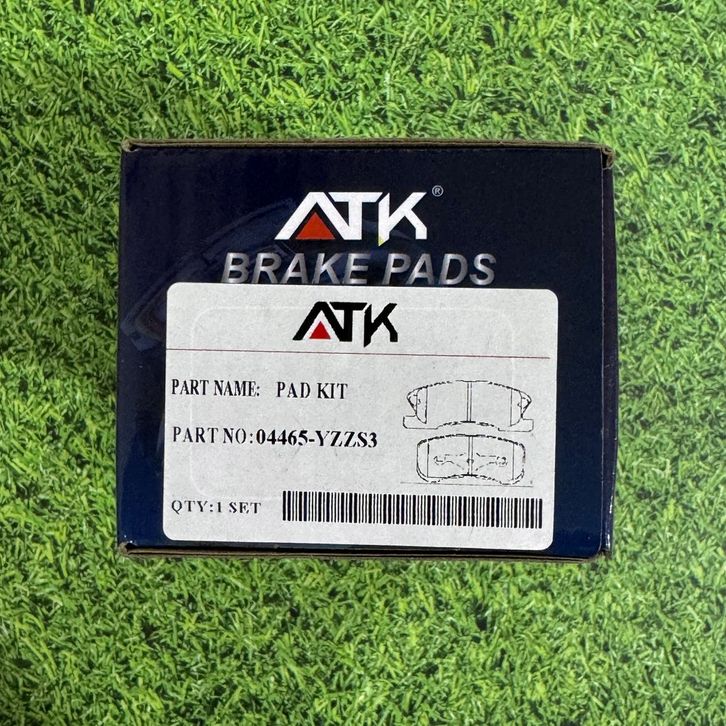 ATK®
BRAKE PADS
ATK
PART NAME: PAD KIT
PART NO:04465-YZZS3
QTY:1 SET